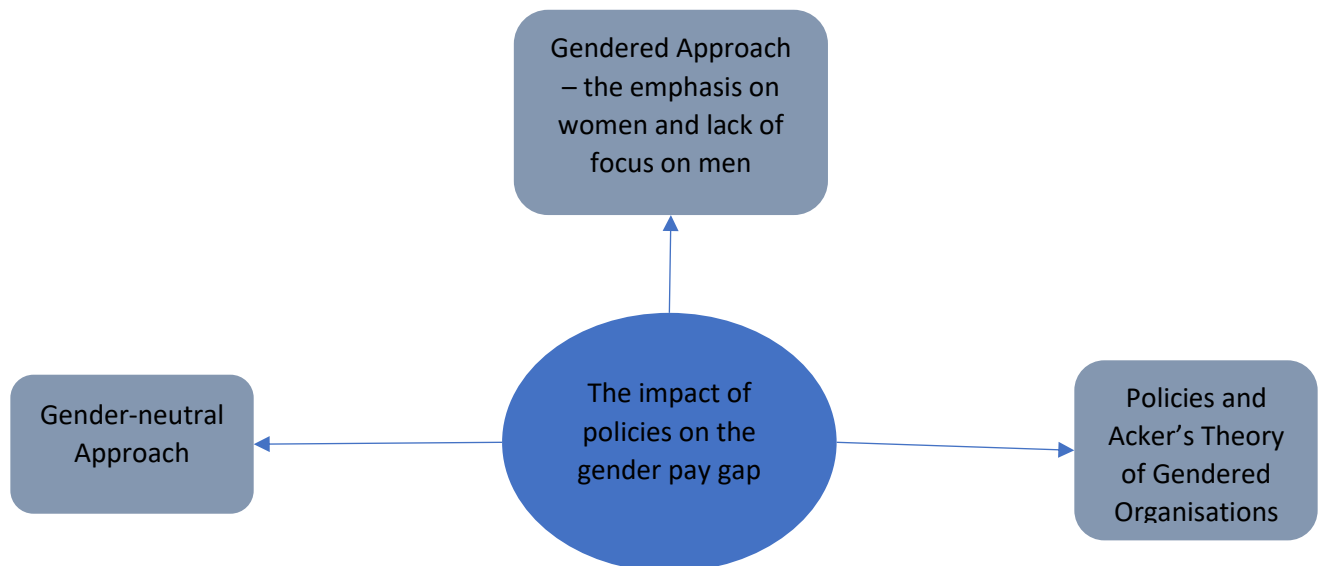 Gendered Approach
– the emphasis on
women and lack of
focus on men
Gender-neutral
Approach
The impact of
policies on the
gender pay gap
Policies and
Acker’s Theory
of Gendered
Organisations